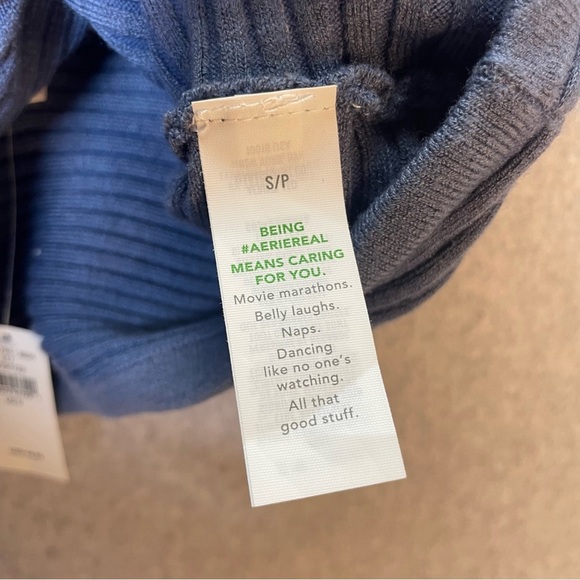 S/P
BEING
#AERIEREAL
MEANS CARING
FOR YOU.
Movie marathons.
Belly laughs.
Naps.
Dancing
like no one's
watching.
All that
good stuff.